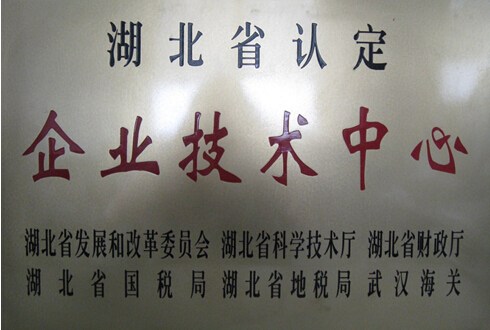 湖北省认定
企业技术中心
湖北省发展和改革委员会 湖北省科学技术厅 湖北省财政厅
湖北省国税局 湖北省地税局 武汉海关